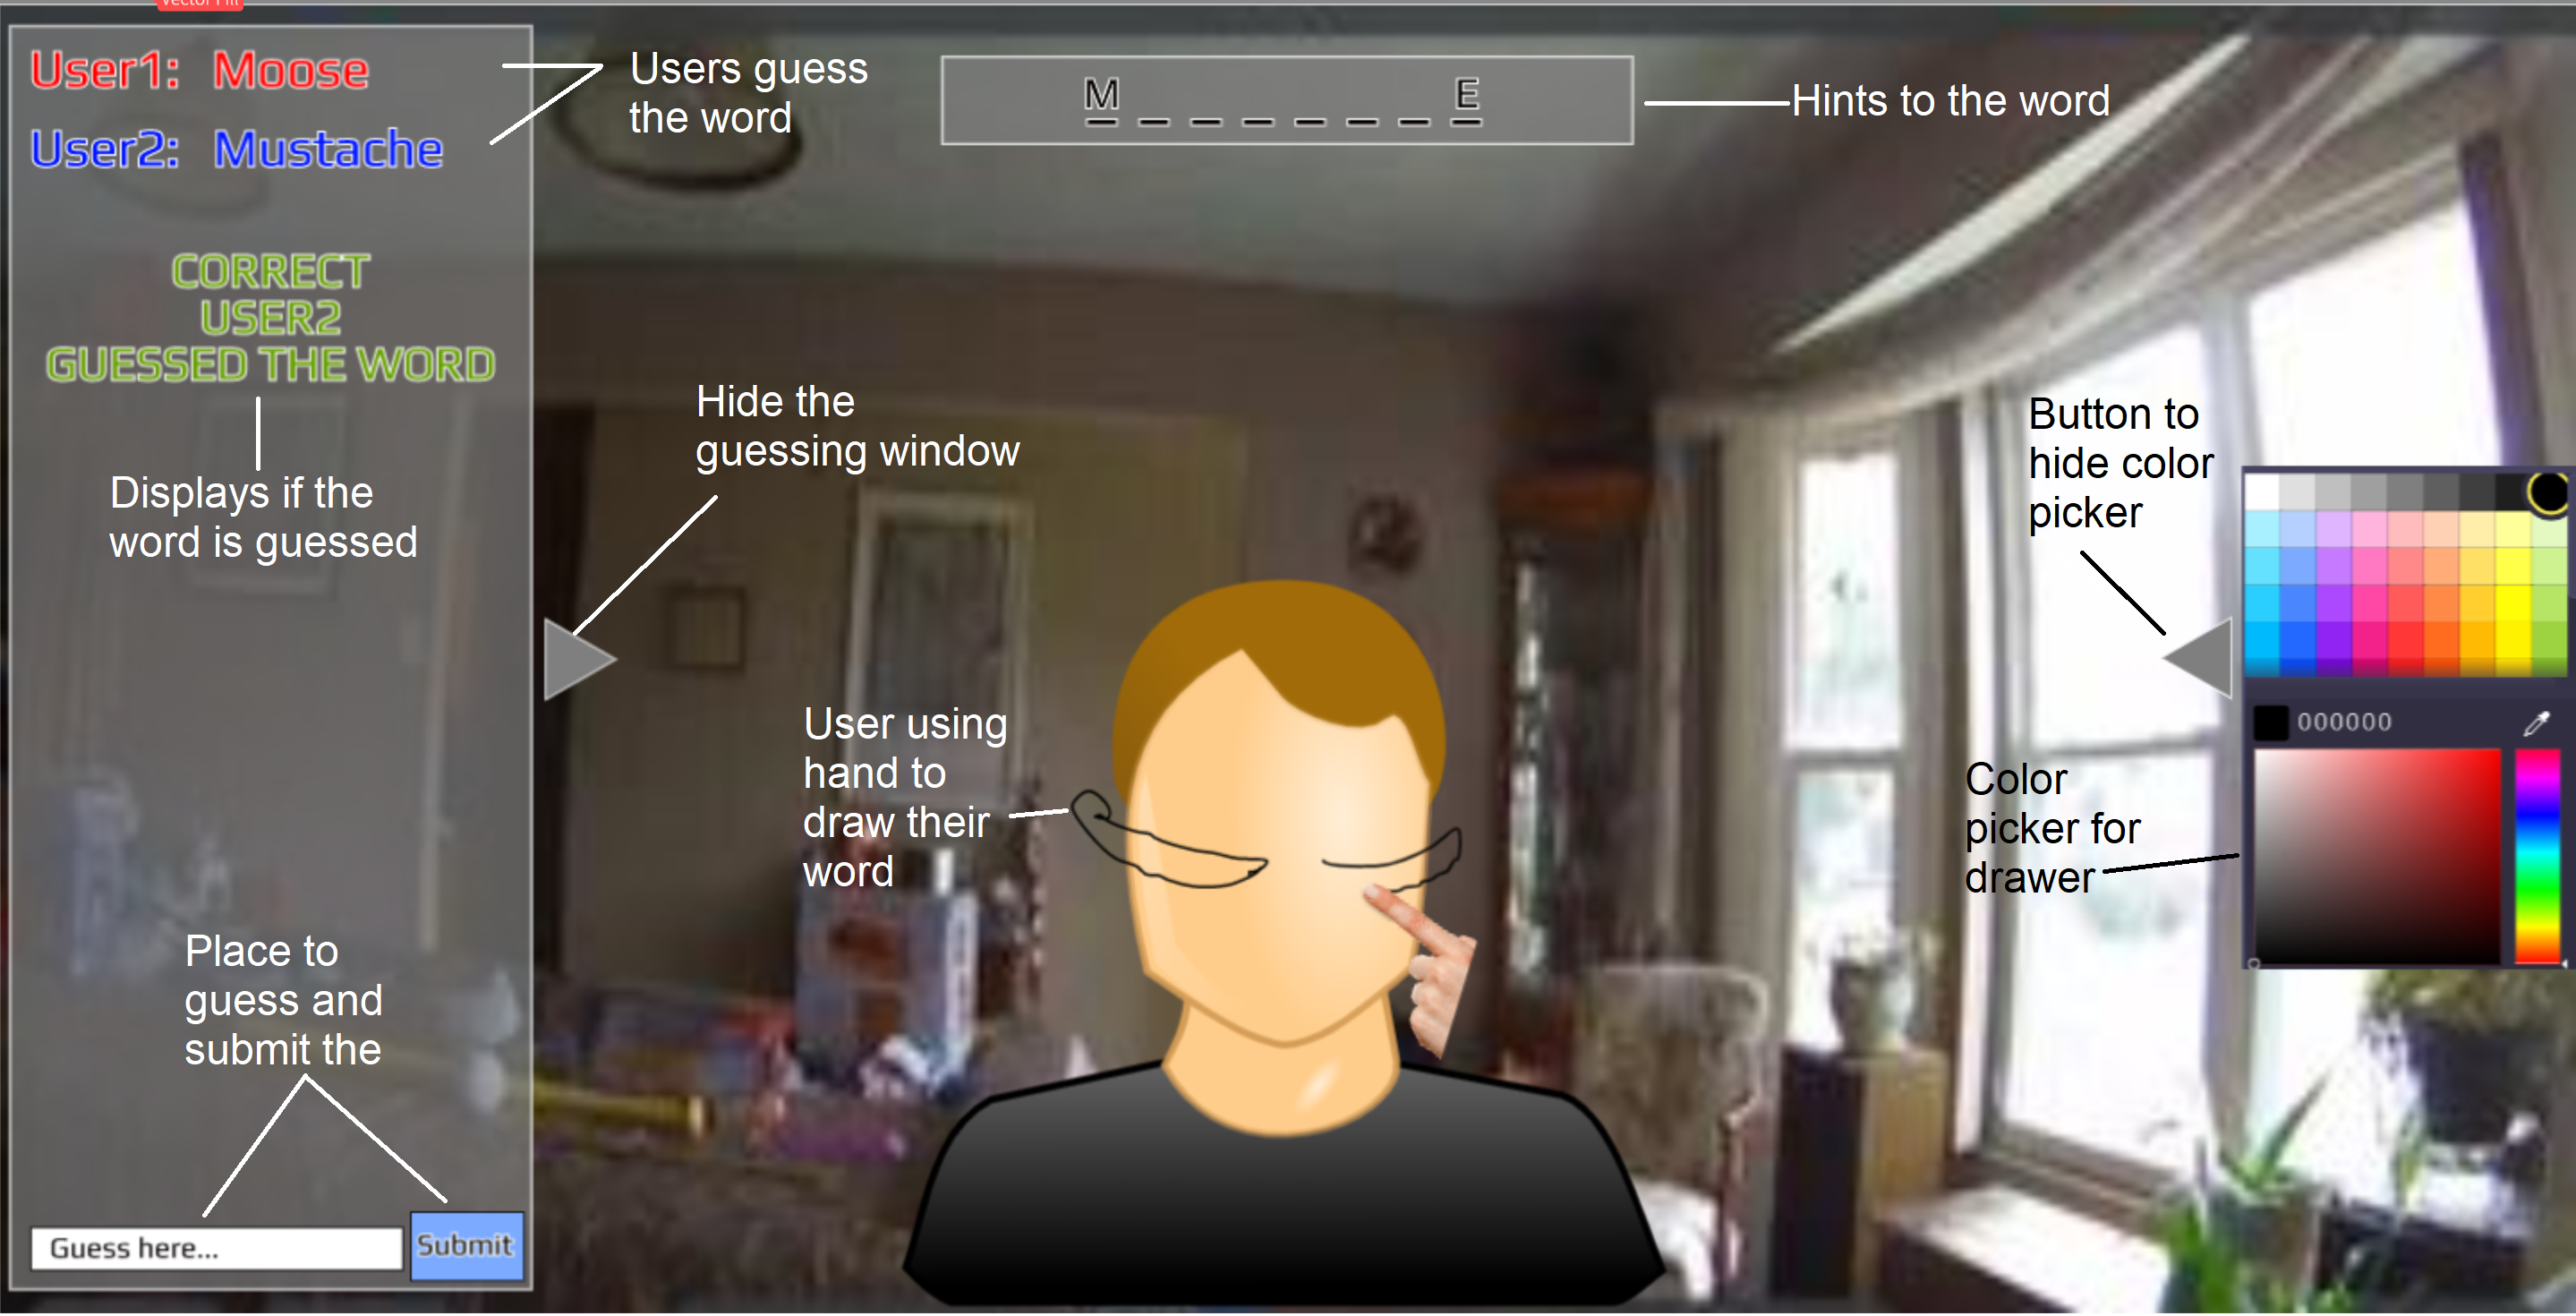 Vector Fill
User1: Moose
User2: Mustache
Users guess
the word
M E
Hints to the word
CORRECT
USER2
GUESSED THE WORD
Displays if the
word is guessed
Hide the
guessing window
Button to
hide color
picker
User using
hand to
draw their
word
000000
Color
picker for
drawer
Place to
guess and
submit the
Guess here...
Submit